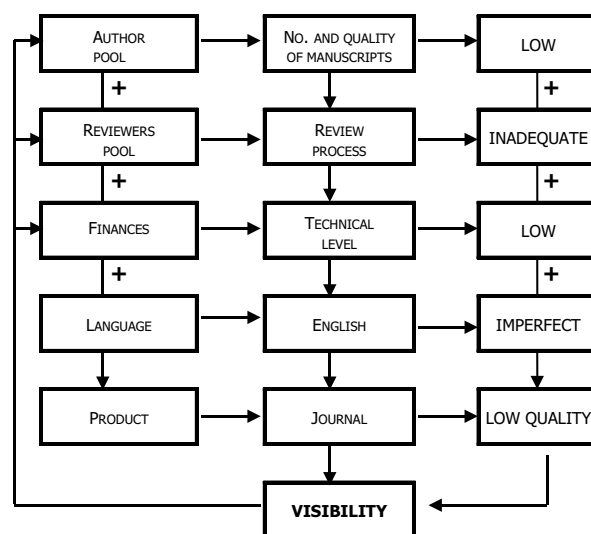 AUTHOR
POOL
NO. AND QUALITY
OF MANUSCRIPTS
LOW
+
+
REVIEWERS
POOL
REVIEW
PROCESS
INADEQUATE
+
+
FINANCES
TECHNICAL
LEVEL
LOW
+
+
LANGUAGE
ENGLISH
IMPERFECT
PRODUCT
JOURNAL
LOW QUALITY
VISIBILITY